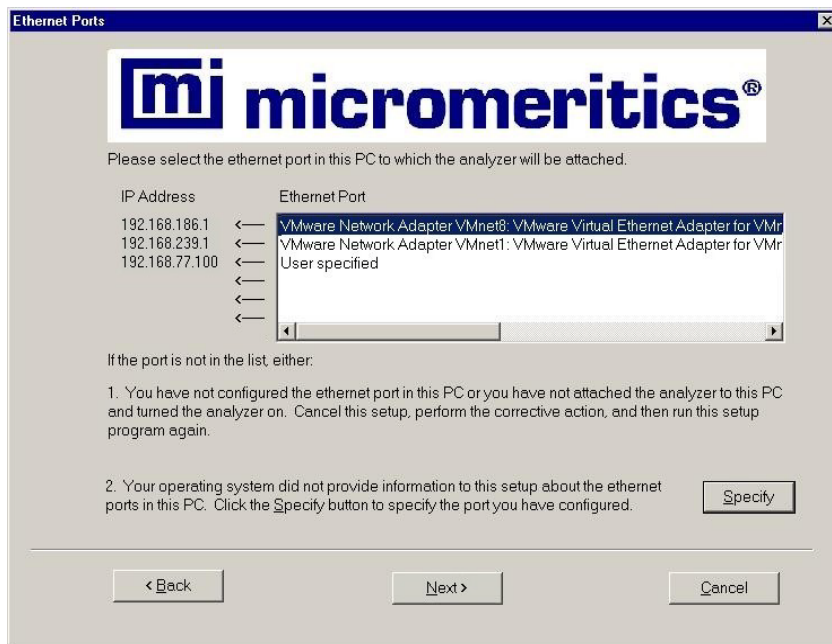 Ethernet Ports
mi micromeritics®
Please select the ethernet port in this PC to which the analyzer will be attached.
IP Address Ethernet Port
192.168.186.1 <— VMware Network Adapter VMnet8: VMware Virtual Ethernet Adapter for VMr
192.168.239.1 <— VMware Network Adapter VMnet1: VMware Virtual Ethernet Adapter for VMr
192.168.77.100 <— User specified
<—
<—
<—
If the port is not in the list, either:
1. You have not configured the ethernet port in this PC or you have not attached the analyzer to this PC
and turned the analyzer on. Cancel this setup, perform the corrective action, and then run this setup
program again.
2. Your operating system did not provide information to this setup about the ethernet
ports in this PC. Click the Specify button to specify the port you have configured.
Specify
< Back Next > Cancel